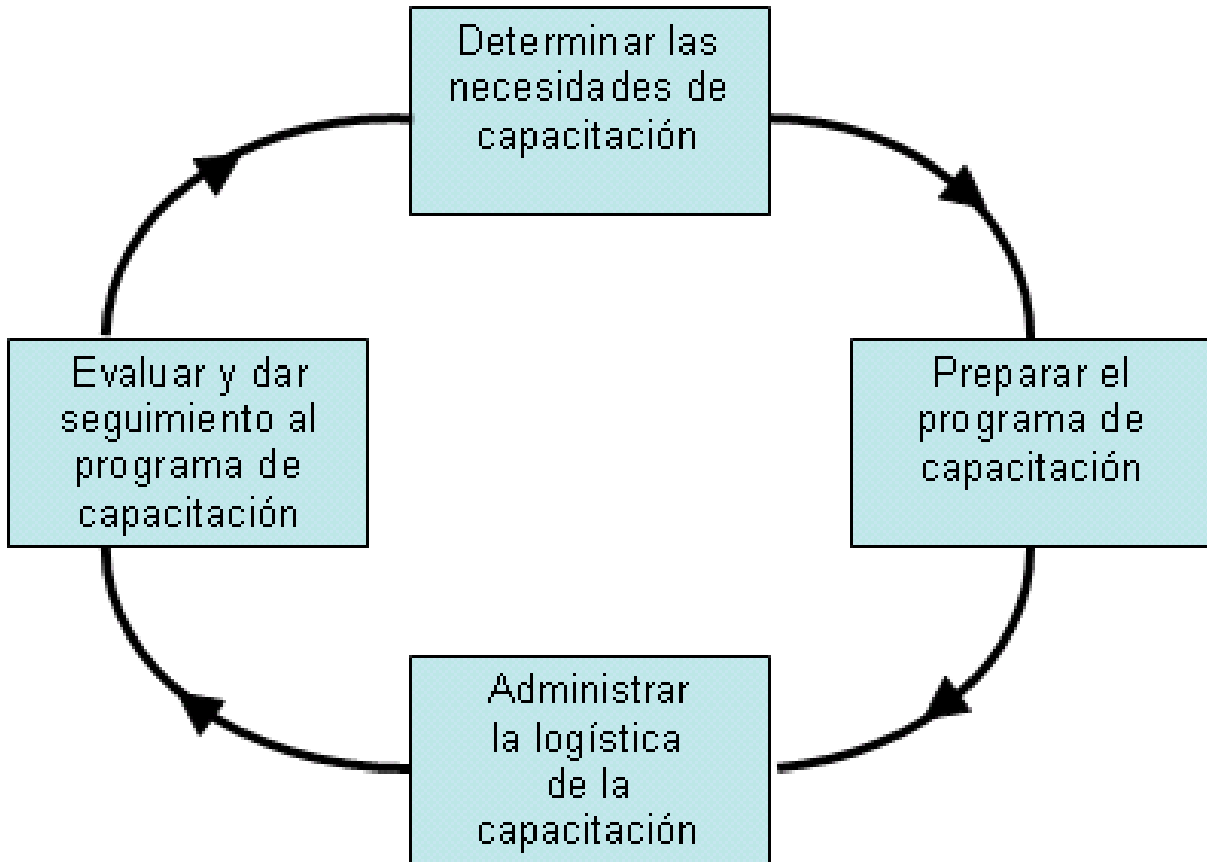 Determinar las
necesidades de
capacitación
Preparar el
programa de
capacitación
Administrar
la logística
de la
capacitación
Evaluar y dar
seguimiento al
programa de
capacitación